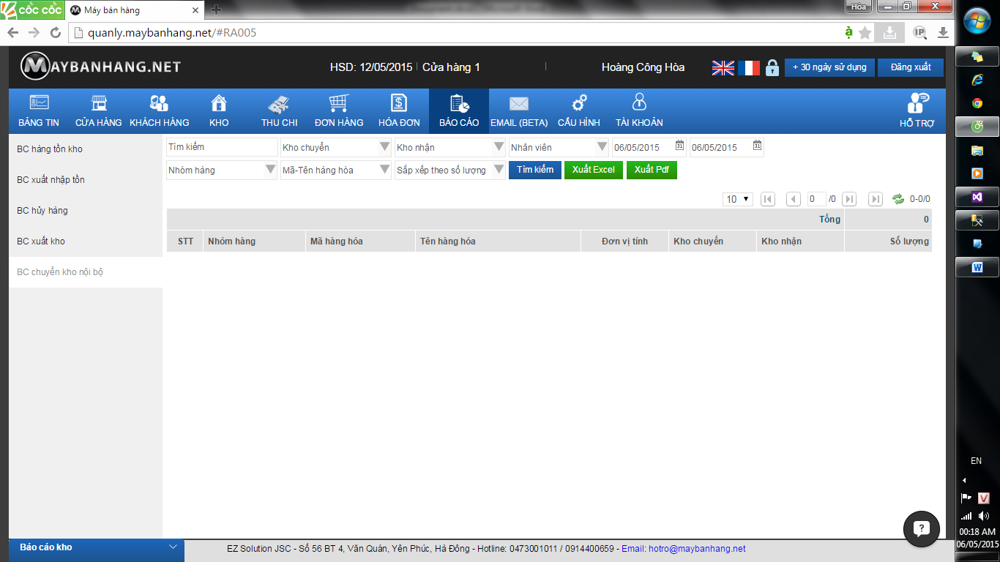 CỐC CỐC
Máy bán hàng
Hòa
quanly.maybanhang.net/#RA005
IP
MAYBANHANG.NET
HSD: 12/05/2015 | Cửa hàng 1 |
Hoàng Công Hòa
+ 30 ngày sử dụng
Đăng xuất
BẢNG TIN
CỬA HÀNG
KHÁCH HÀNG
KHO
THU CHI
ĐƠN HÀNG
HÓA ĐƠN
BÁO CÁO
EMAIL (BETA)
CẤU HÌNH
TÀI KHOẢN
HỖ TRỢ
BC hàng tồn kho
BC xuất nhập tồn
BC hủy hàng
BC xuất kho
BC chuyển kho nội bộ
Tìm kiếm
Kho chuyển
Kho nhận
Nhân viên
06/05/2015
06/05/2015
Nhóm hàng
Mã-Tên hàng hóa
Sắp xếp theo số lượng
Tìm kiếm
Xuất Excel
Xuất Pdf
10
0 /0
0-0/0
Tổng 0
STT Nhóm hàng Mã hàng hóa Tên hàng hóa Đơn vị tính Kho chuyển Kho nhận Số lượng
Báo cáo kho
EZ Solution JSC - Số 56 BT 4, Văn Quán, Yên Phúc, Hà Đông - Hotline: 0473001011 / 0914400659 - Email: hotro@maybanhang.net
EN
V
00:18 AM
06/05/2015